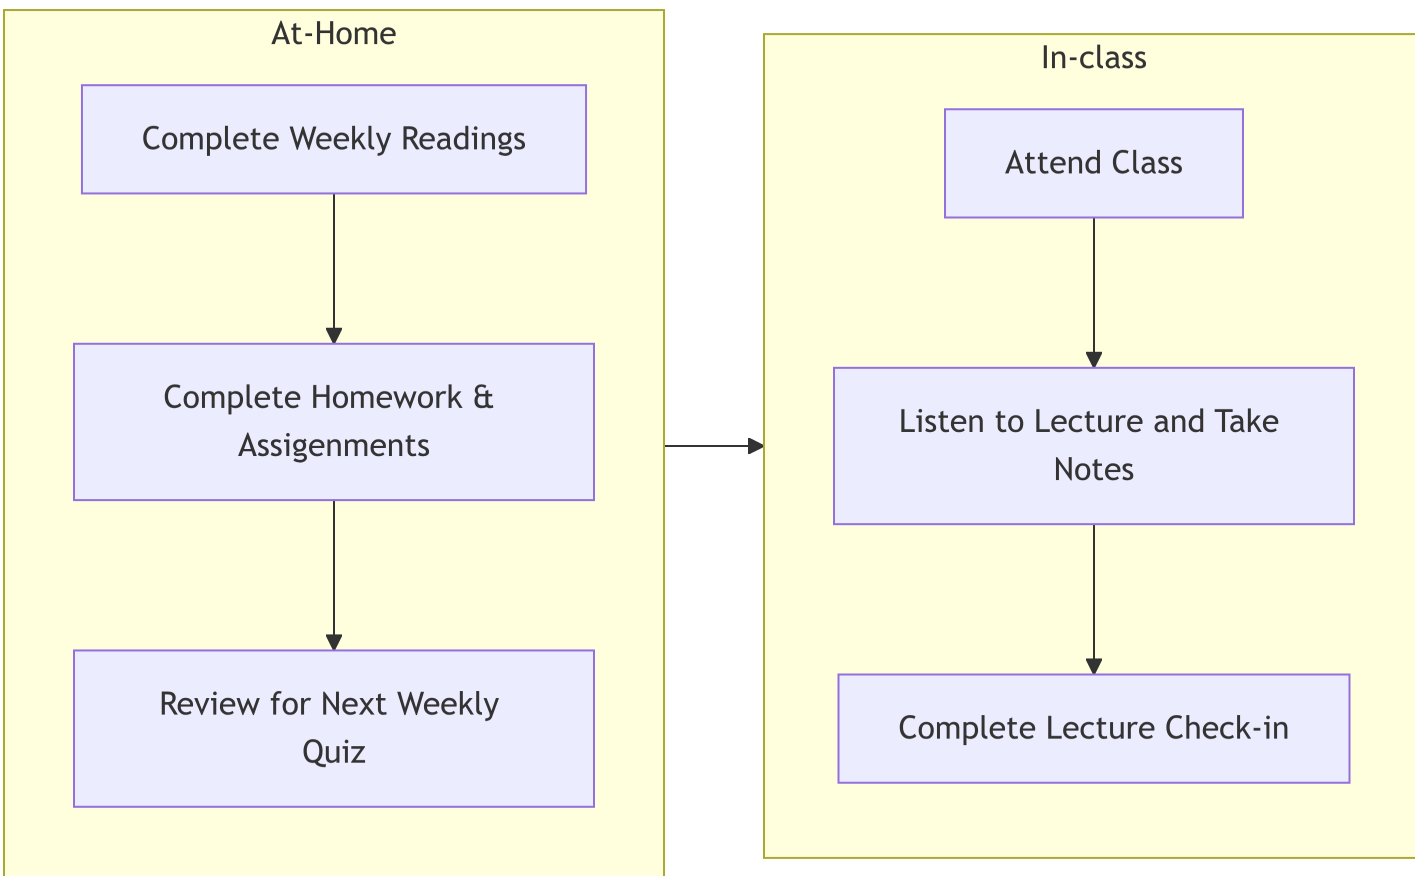 At-Home
Complete Weekly Readings
Complete Homework &
Assigenments
Review for Next Weekly
Quiz
In-class
Attend Class
Listen to Lecture and Take
Notes
Complete Lecture Check-in